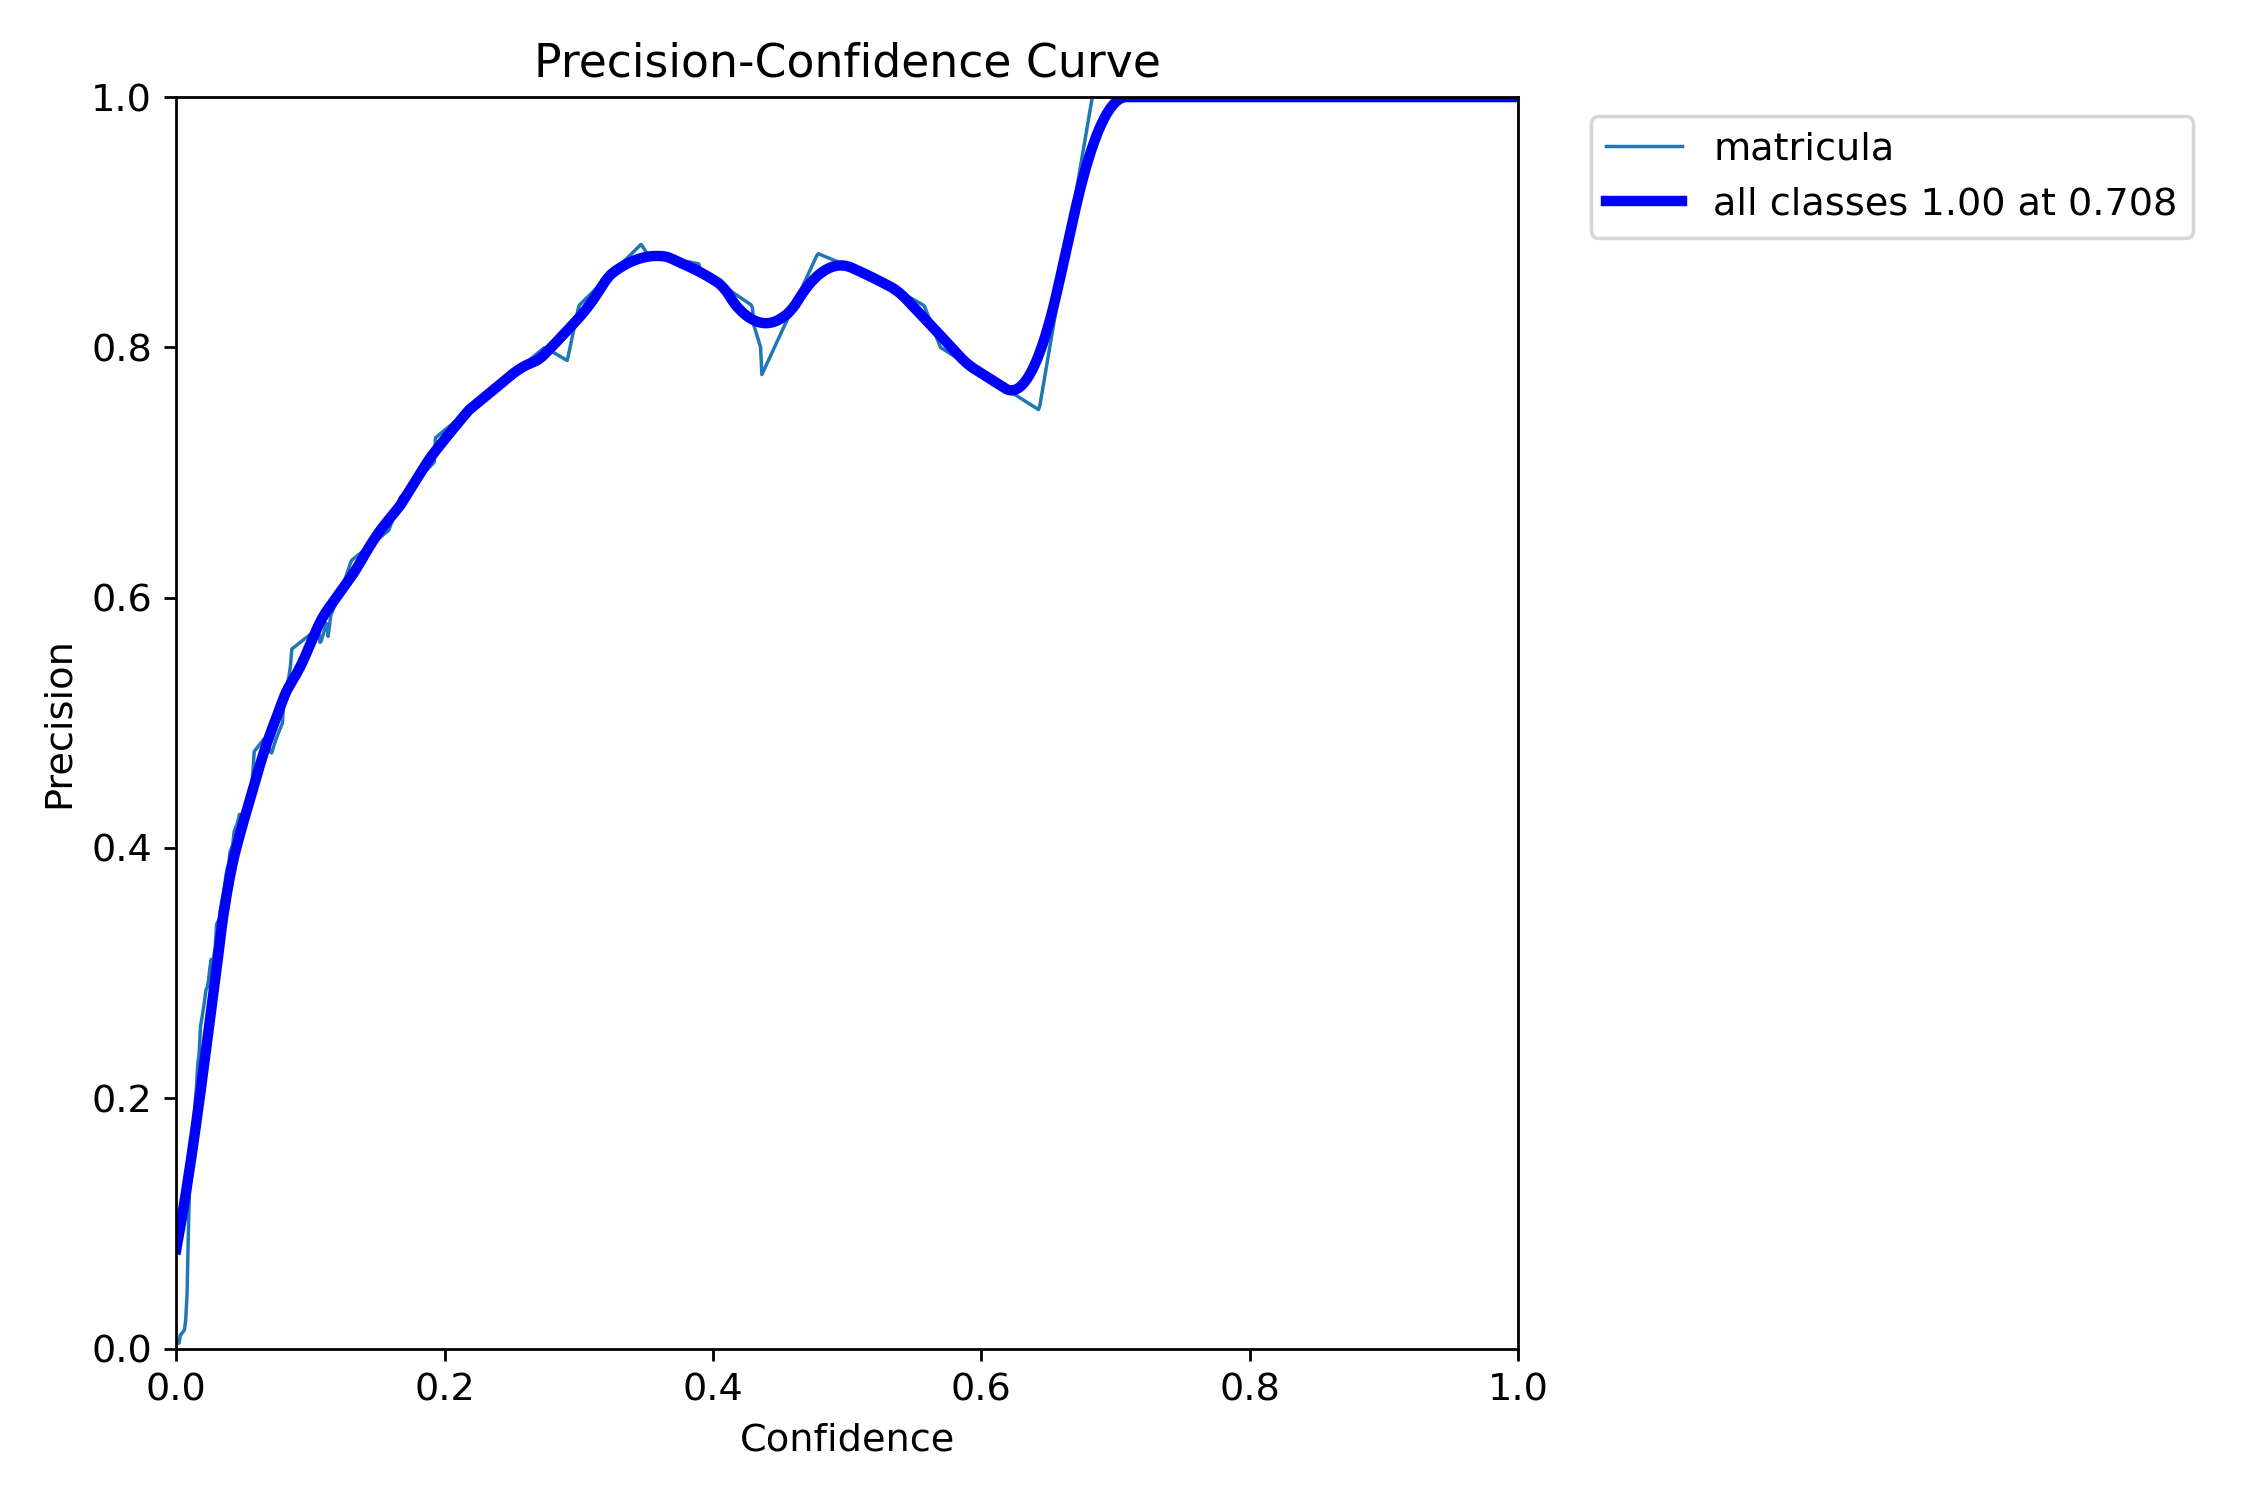 Precision-Confidence Curve
1.0
0.8
0.6
0.4
0.2
0.0
Precision
0.0 0.2 0.4 0.6 0.8 1.0
Confidence
matricula
all classes 1.00 at 0.708